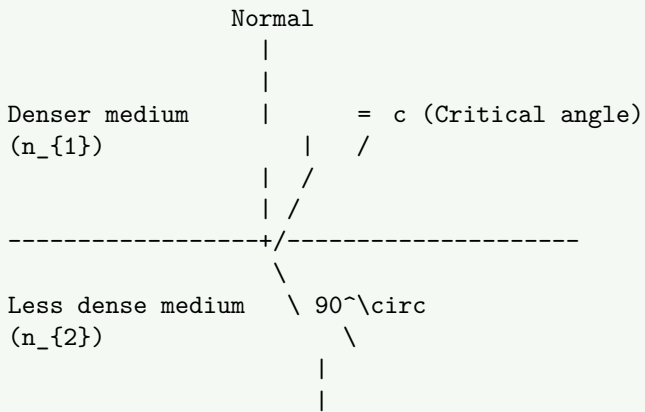 Normal
Denser medium = c (Critical angle)
(n_{1})
Less dense medium \ 90^\circ
(n_{2})